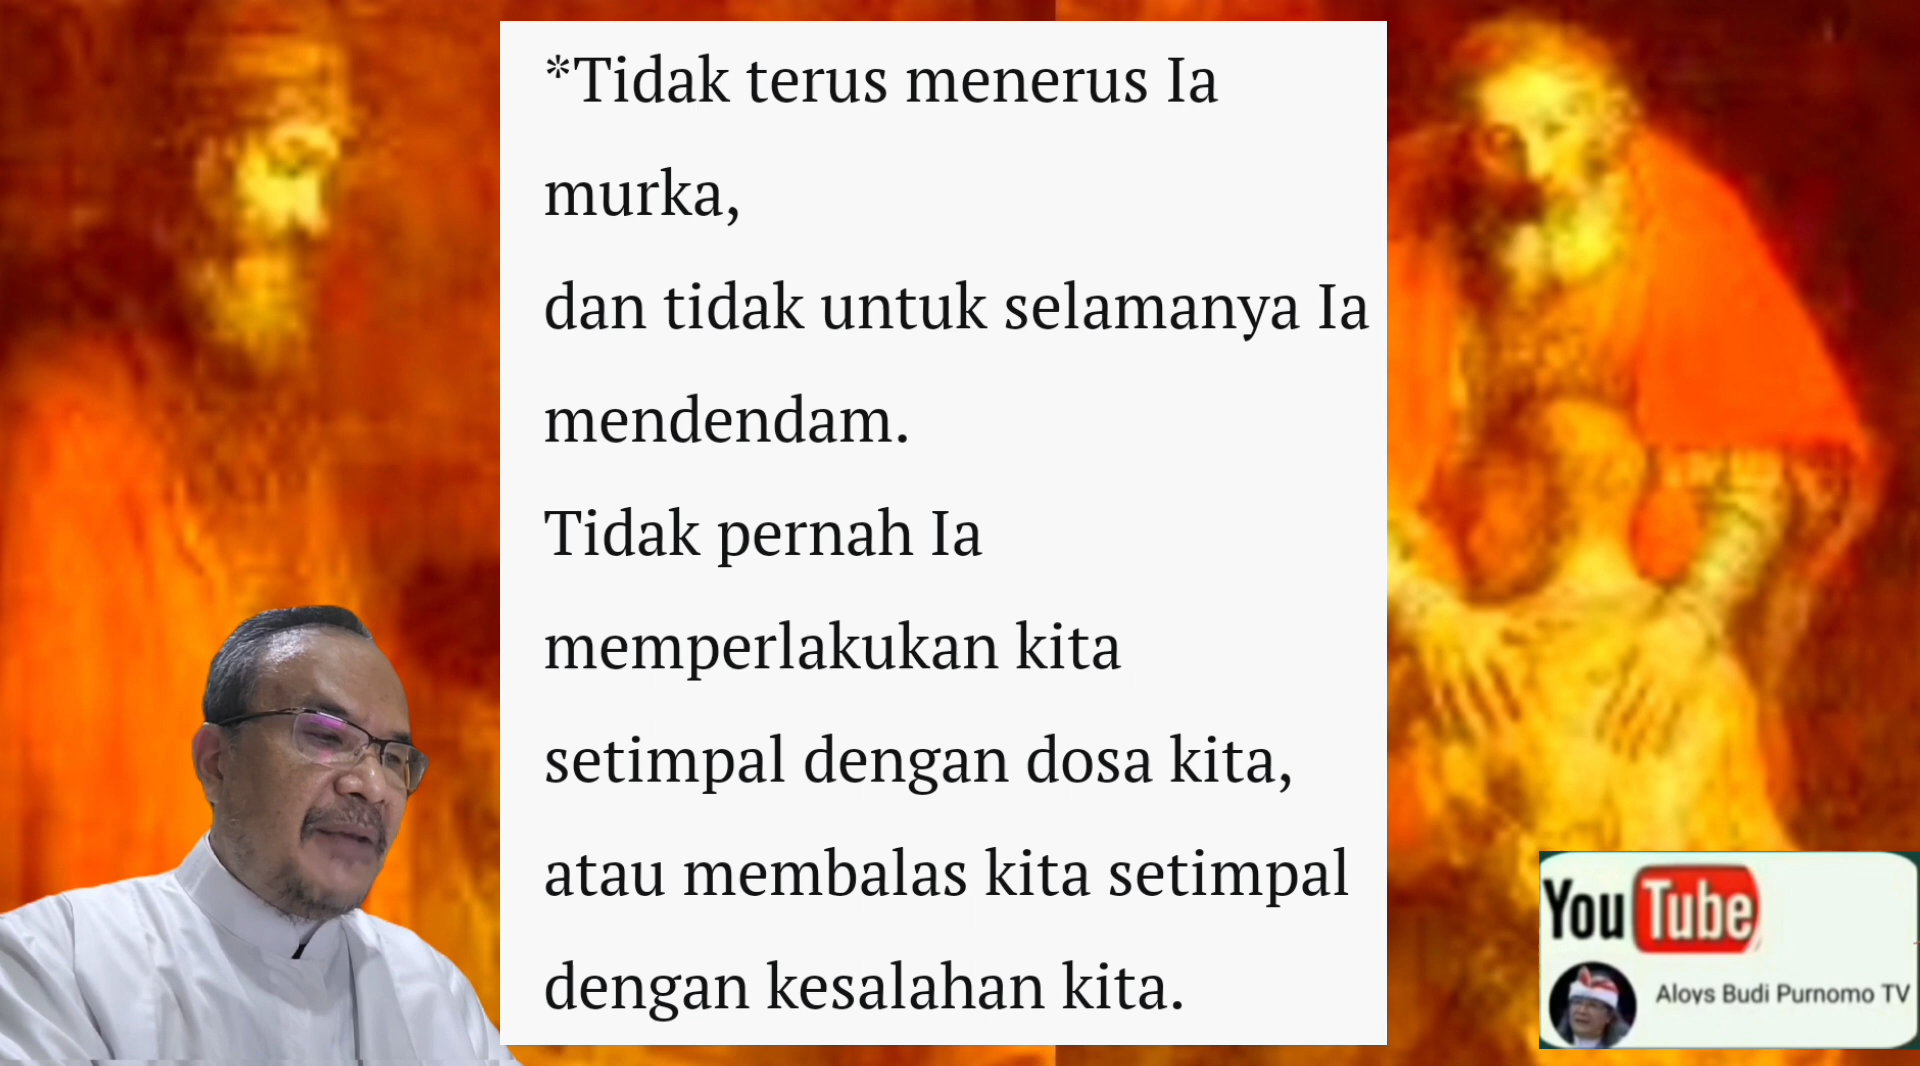 *Tidak terus menerus Ia
murka,
dan tidak untuk selamanya Ia
mendendam.
Tidak pernah Ia
memperlakukan kita
setimpal dengan dosa kita,
atau membalas kita setimpal
dengan kesalahan kita.
YouTube
Aloys Budi Purnomo TV